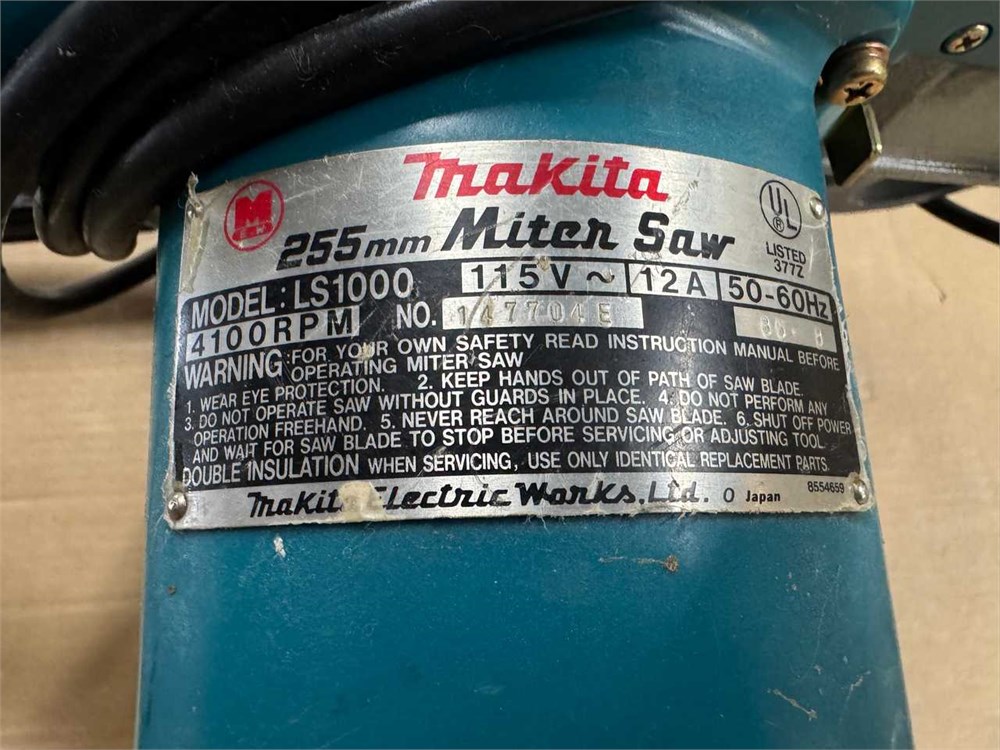 Makita
M
E W
UL
®
LISTED
377Z
255mm Miter Saw
MODEL: LS1000 115V~ 12A 50-60Hz
4100RPM NO. 147704E
WARNING: FOR YOUR OWN SAFETY READ INSTRUCTION MANUAL BEFORE
OPERATING MITER SAW
1. WEAR EYE PROTECTION. 2. KEEP HANDS OUT OF PATH OF SAW BLADE.
3. DO NOT OPERATE SAW WITHOUT GUARDS IN PLACE. 4. DO NOT PERFORM ANY
OPERATION FREEHAND. 5. NEVER REACH AROUND SAW BLADE. 6. SHUT OFF POWER
AND WAIT FOR SAW BLADE TO STOP BEFORE SERVICING OR ADJUSTING TOOL.
DOUBLE INSULATION WHEN SERVICING, USE ONLY IDENTICAL REPLACEMENT PARTS.
Makita Electric Works, Ltd. O Japan 8554659